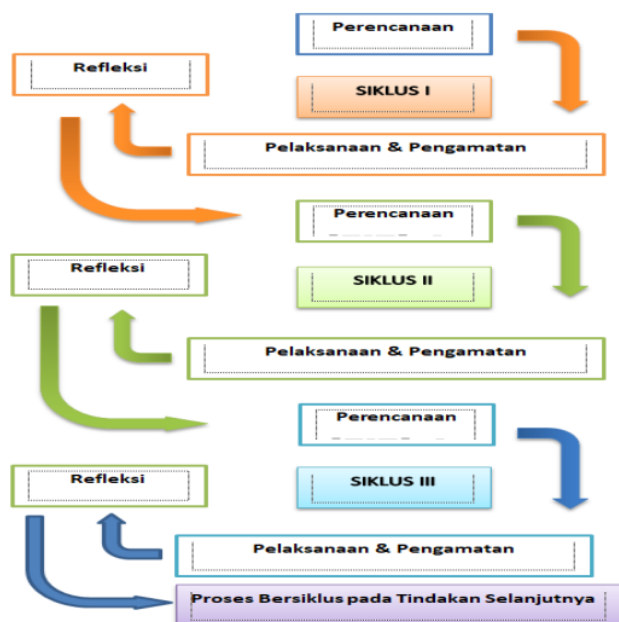 Perencanaan
Refleksi
SIKLUS I
Pelaksanaan & Pengamatan
Perencanaan
Refleksi
SIKLUS II
Pelaksanaan & Pengamatan
Perencanaan
Refleksi
SIKLUS III
Pelaksanaan & Pengamatan
Proses Bersiklus pada Tindakan Selanjutnya